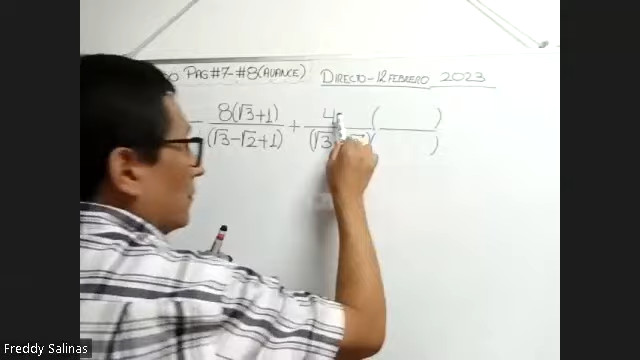 PAG #7-#8(AVANCE) DIRECTO-12 FEBRERO 2023
- 8(√3+1) / (√3-√2+1) + 4 ( ) / (√3 )( )
Freddy Salinas